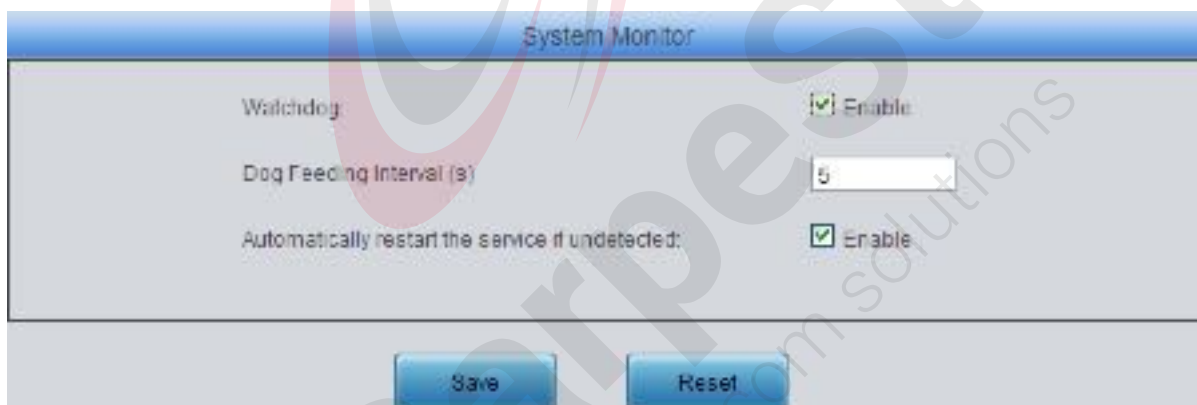 System Monitor
Watchdog: Enable
Dog Feeding Interval (s) 5
Automatically restart the service if undetected: Enable
Save Reset